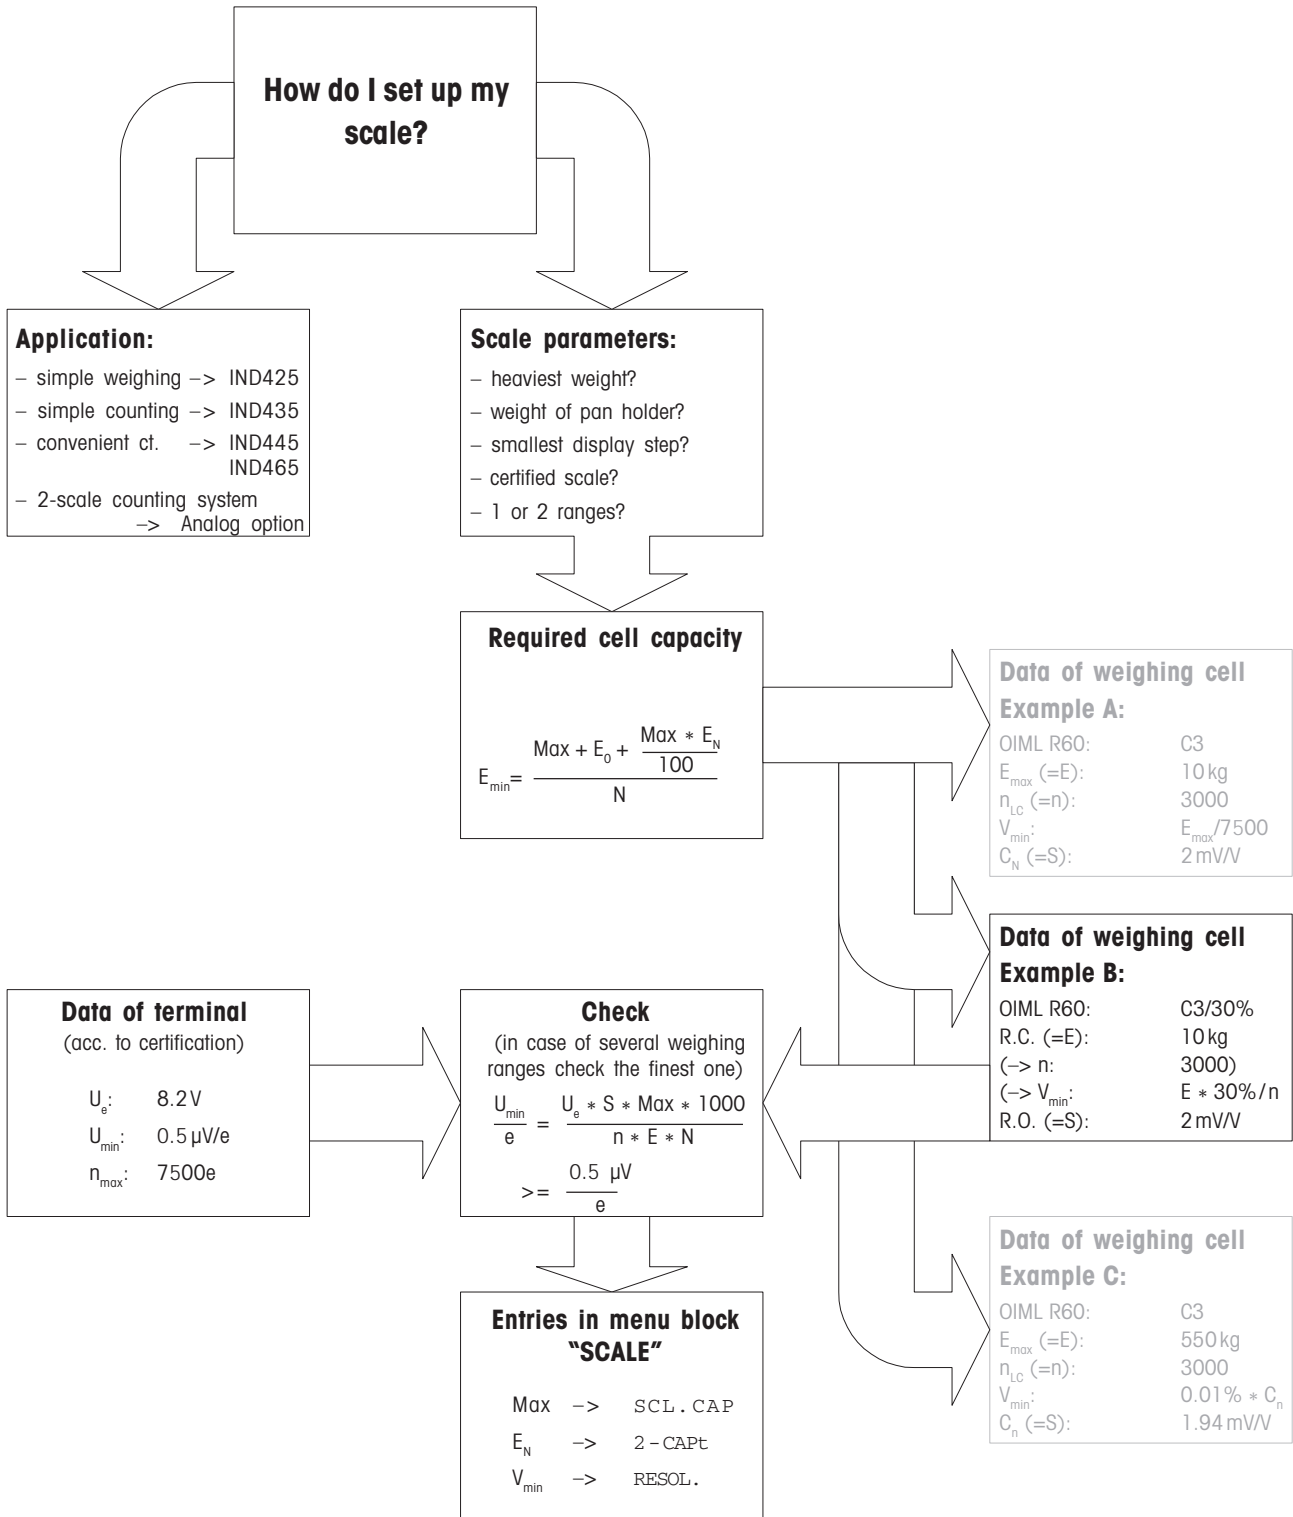 How do I set up my
scale?
Application:
– simple weighing –> IND425
– simple counting –> IND435
– convenient ct. –> IND445
IND465
– 2-scale counting system
–> Analog option
Scale parameters:
– heaviest weight?
– weight of pan holder?
– smallest display step?
– certified scale?
– 1 or 2 ranges?
Required cell capacity
Max * E_N
Max + E_0 + 100
E_min =
N
Data of weighing cell
Example A:
OIML R60: C3
E_max (=E): 10 kg
n_LC (=n): 3000
V_min: E_max/7500
C_N (=S): 2 mV/V
Data of weighing cell
Example B:
OIML R60: C3/30%
R.C. (=E): 10 kg
(–> n: 3000)
(–> V_min: E * 30%/n
R.O. (=S): 2 mV/V
Data of terminal
(acc. to certification)
U_e: 8.2 V
U_min: 0.5 µV/e
n_max: 7500e
Check
(in case of several weighing
ranges check the finest one)
U_min U_e * S * Max * 1000
e = n * E * N
>= 0.5 µV
e
Data of weighing cell
Example C:
OIML R60: C3
E_max (=E): 550 kg
n_LC (=n): 3000
V_min: 0.01% * C_n
C_n (=S): 1.94 mV/V
Entries in menu block
"SCALE"
Max –> SCL.CAP
E_N –> 2-CAPt
V_min –> RESOL.